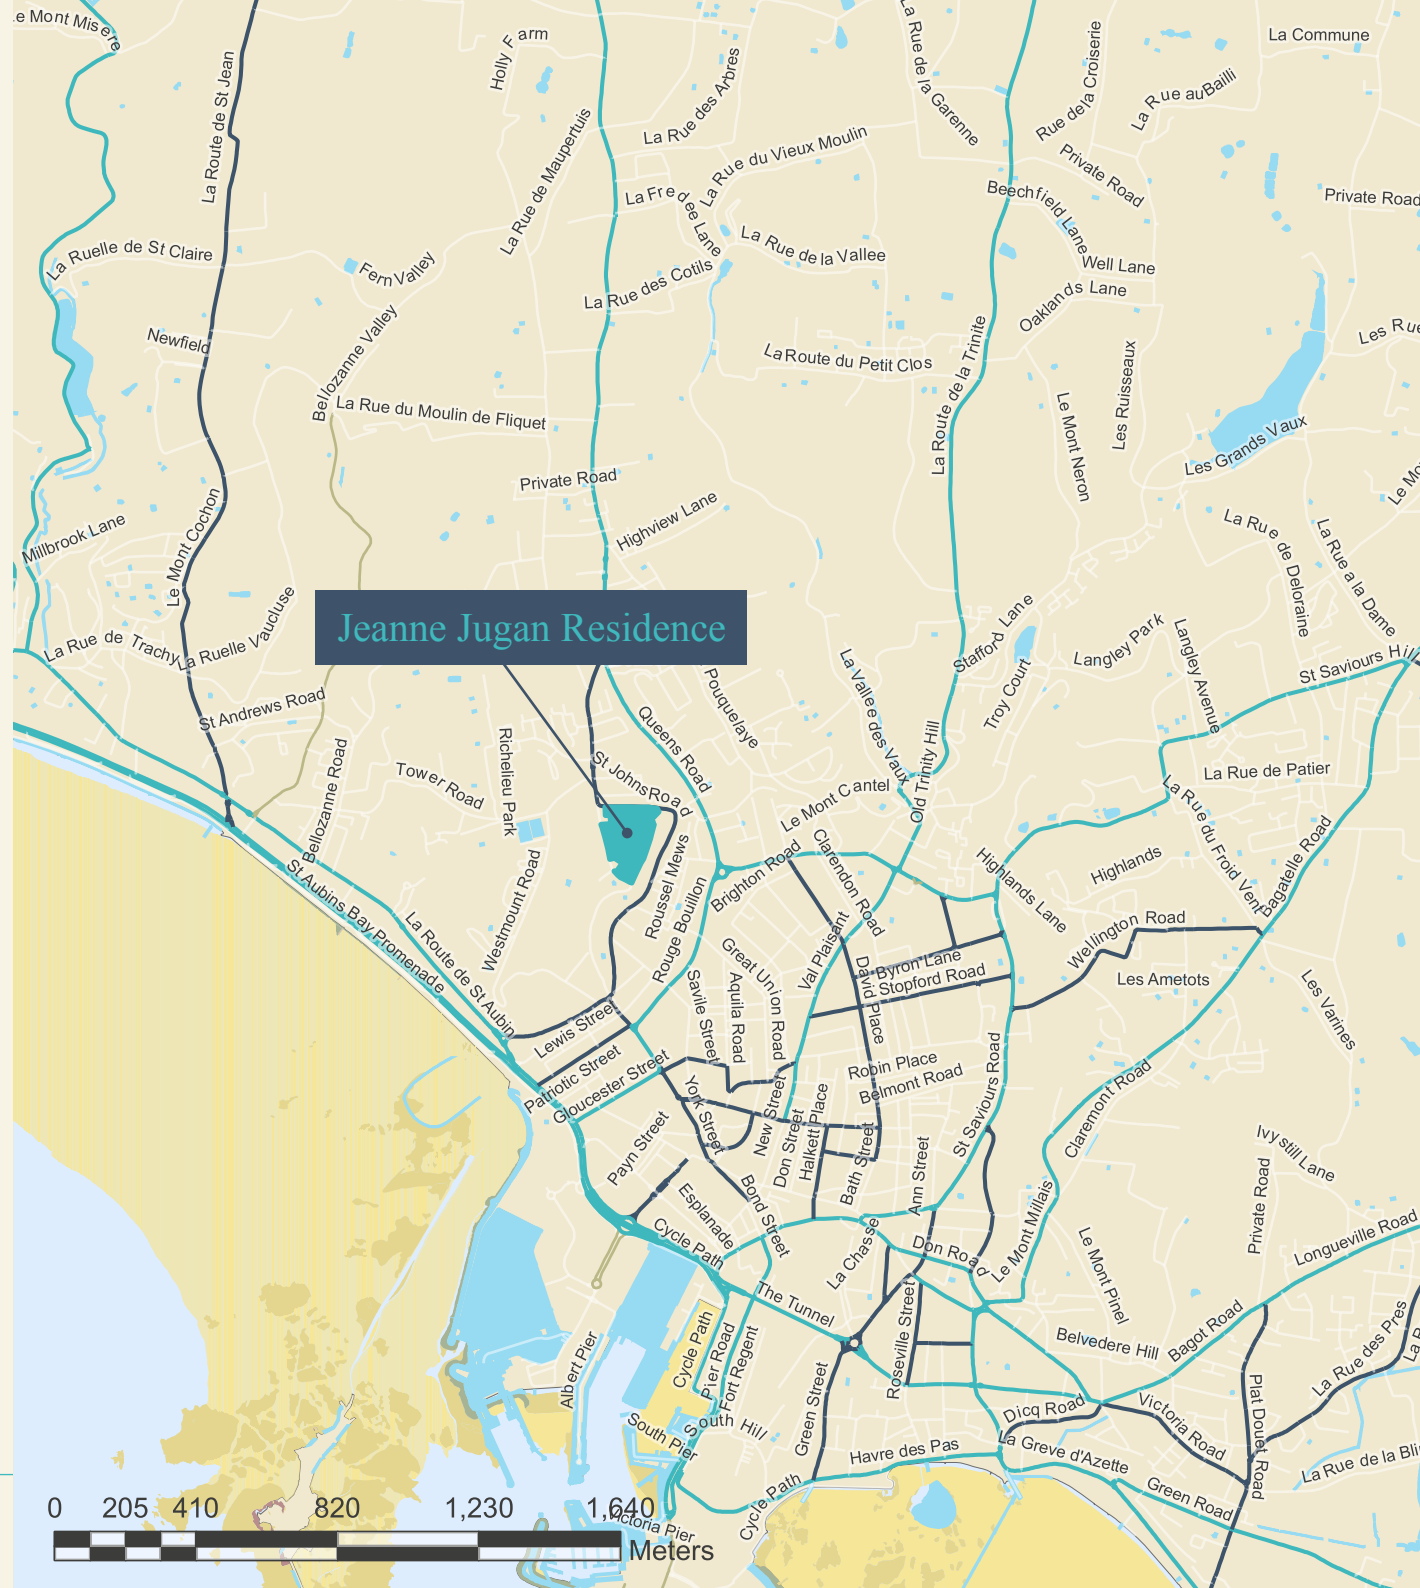 e Mont Misere
La Route de St Jean
Holly Farm
La Rue des Arbres
La Rue de la Garenne
Rue de la Croiserie
La Rue au Bailli
La Commune
La Rue de Maupertuis
La Rue du Vieux Moulin
Private Road
Private Road
La Fredee Lane
Beechfield Lane
La Ruelle de St Claire
Fern Valley
La Rue des Cotils
La Rue de la Vallee
Well Lane
Oaklands Lane
Newfield
Bellozanne Valley
La Route du Petit Clos
La Route de la Trinite
Les Ruisseaux
Les Rue
La Rue du Moulin de Fliquet
Le Mont Neron
Les Grands Vaux
Private Road
Highview Lane
Le Mo
Millbrook Lane
Le Mont Cochon
La Rue de Deloraine
La Rue a la Dame
La Rue de Trachy
La Ruelle Vaucluse
Jeanne Jugan Residence
Stafford Lane
Langley Park
Langley Avenue
St Saviours Hill
St Andrews Road
Pouquelaye
La Vallee des Vaux
Troy Court
Queens Road
Richelieu Park
Bellozanne Road
Tower Road
St Johns Road
Old Trinity Hill
La Rue de Patier
Le Mont Cantel
La Rue du Froid Vent
St Aubins Bay Promenade
Westmount Road
Roussel Mews
Rouge Bouillon
Brighton Road
Clarendon Road
Highlands Lane
Highlands
Bagatelle Road
La Route de St Aubin
Wellington Road
Great Union Road
Val Plaisant
Byron Lane
Stopford Road
David Place
Les Ametots
Les Varines
Savile Street
Aquila Road
Lewis Street
Patriotic Street
Gloucester Street
Robin Place
Belmont Road
St Saviours Road
Claremont Road
York Street
New Street
Don Street
Halkett Place
Bath Street
Ann Street
Payn Street
Ivystill Lane
Private Road
Esplanade
Bond Street
Cycle Path
La Chasse
Don Road
Le Mont Millais
Le Mont Pinel
Longueville Road
The Tunnel
Roseville Street
Belvedere Hill
Bagot Road
La Rue des Pres
La R
Albert Pier
Cycle Path
Pier Road
Fort Regent
Green Street
Dicq Road
Victoria Road
Plat Douet Road
South Pier
South Hill
Havre des Pas
La Greve d'Azette
La Rue de la Bli
Green Road
Cycle Path
Victoria Pier
0 205 410 820 1,230 1,640
Meters